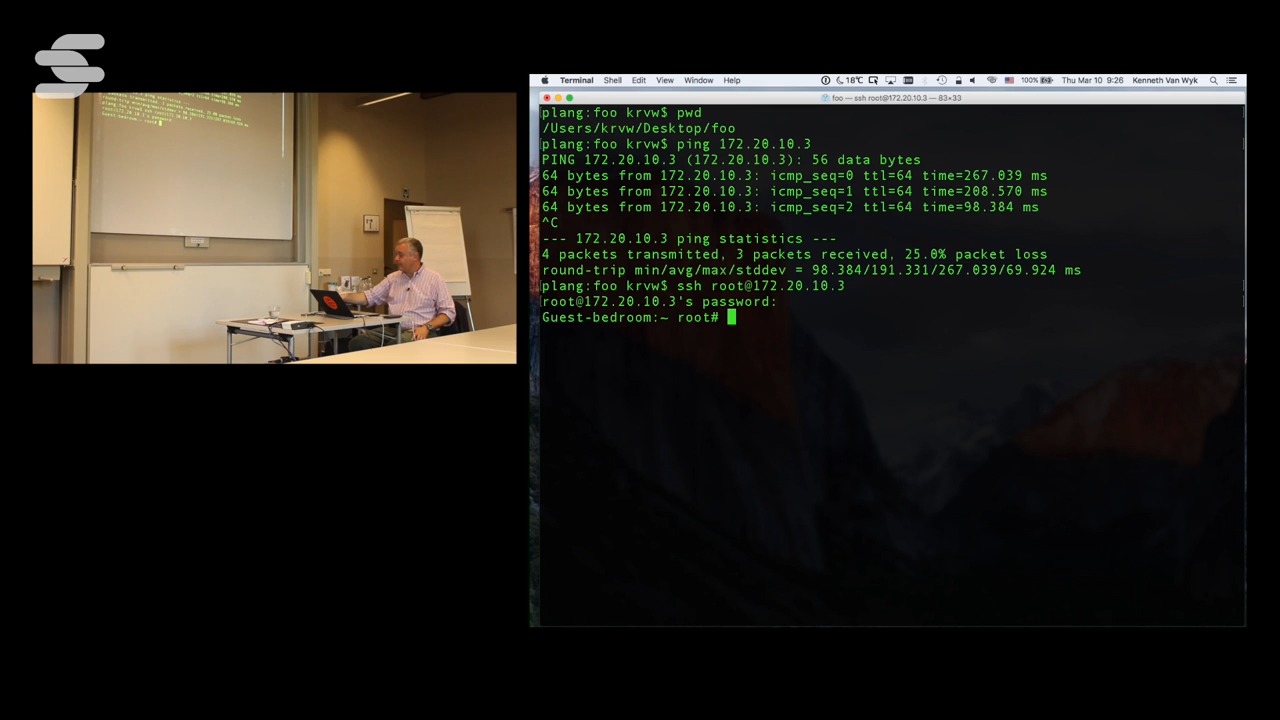 Terminal Shell Edit View Window Help 18°C 100% Thu Mar 10 9:26 Kenneth Van Wyk
foo — ssh root@172.20.10.3 — 83×33
plang:foo krvw$ pwd
/Users/krvw/Desktop/foo
plang:foo krvw$ ping 172.20.10.3
PING 172.20.10.3 (172.20.10.3): 56 data bytes
64 bytes from 172.20.10.3: icmp_seq=0 ttl=64 time=267.039 ms
64 bytes from 172.20.10.3: icmp_seq=1 ttl=64 time=208.570 ms
64 bytes from 172.20.10.3: icmp_seq=2 ttl=64 time=98.384 ms
^C
--- 172.20.10.3 ping statistics ---
4 packets transmitted, 3 packets received, 25.0% packet loss
round-trip min/avg/max/stddev = 98.384/191.331/267.039/69.924 ms
plang:foo krvw$ ssh root@172.20.10.3
root@172.20.10.3's password:
Guest-bedroom:~ root#